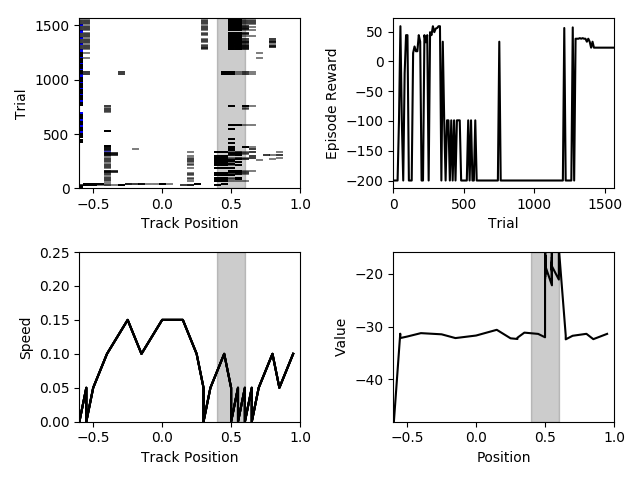 1500
1000
500
0
Trial
−0.5 0.0 0.5 1.0
Track Position
50
0
−50
−100
−150
−200
Episode Reward
0 500 1000 1500
Trial
0.25
0.20
0.15
0.10
0.05
0.00
Speed
−0.5 0.0 0.5 1.0
Track Position
−20
−30
−40
Value
−0.5 0.0 0.5 1.0
Position